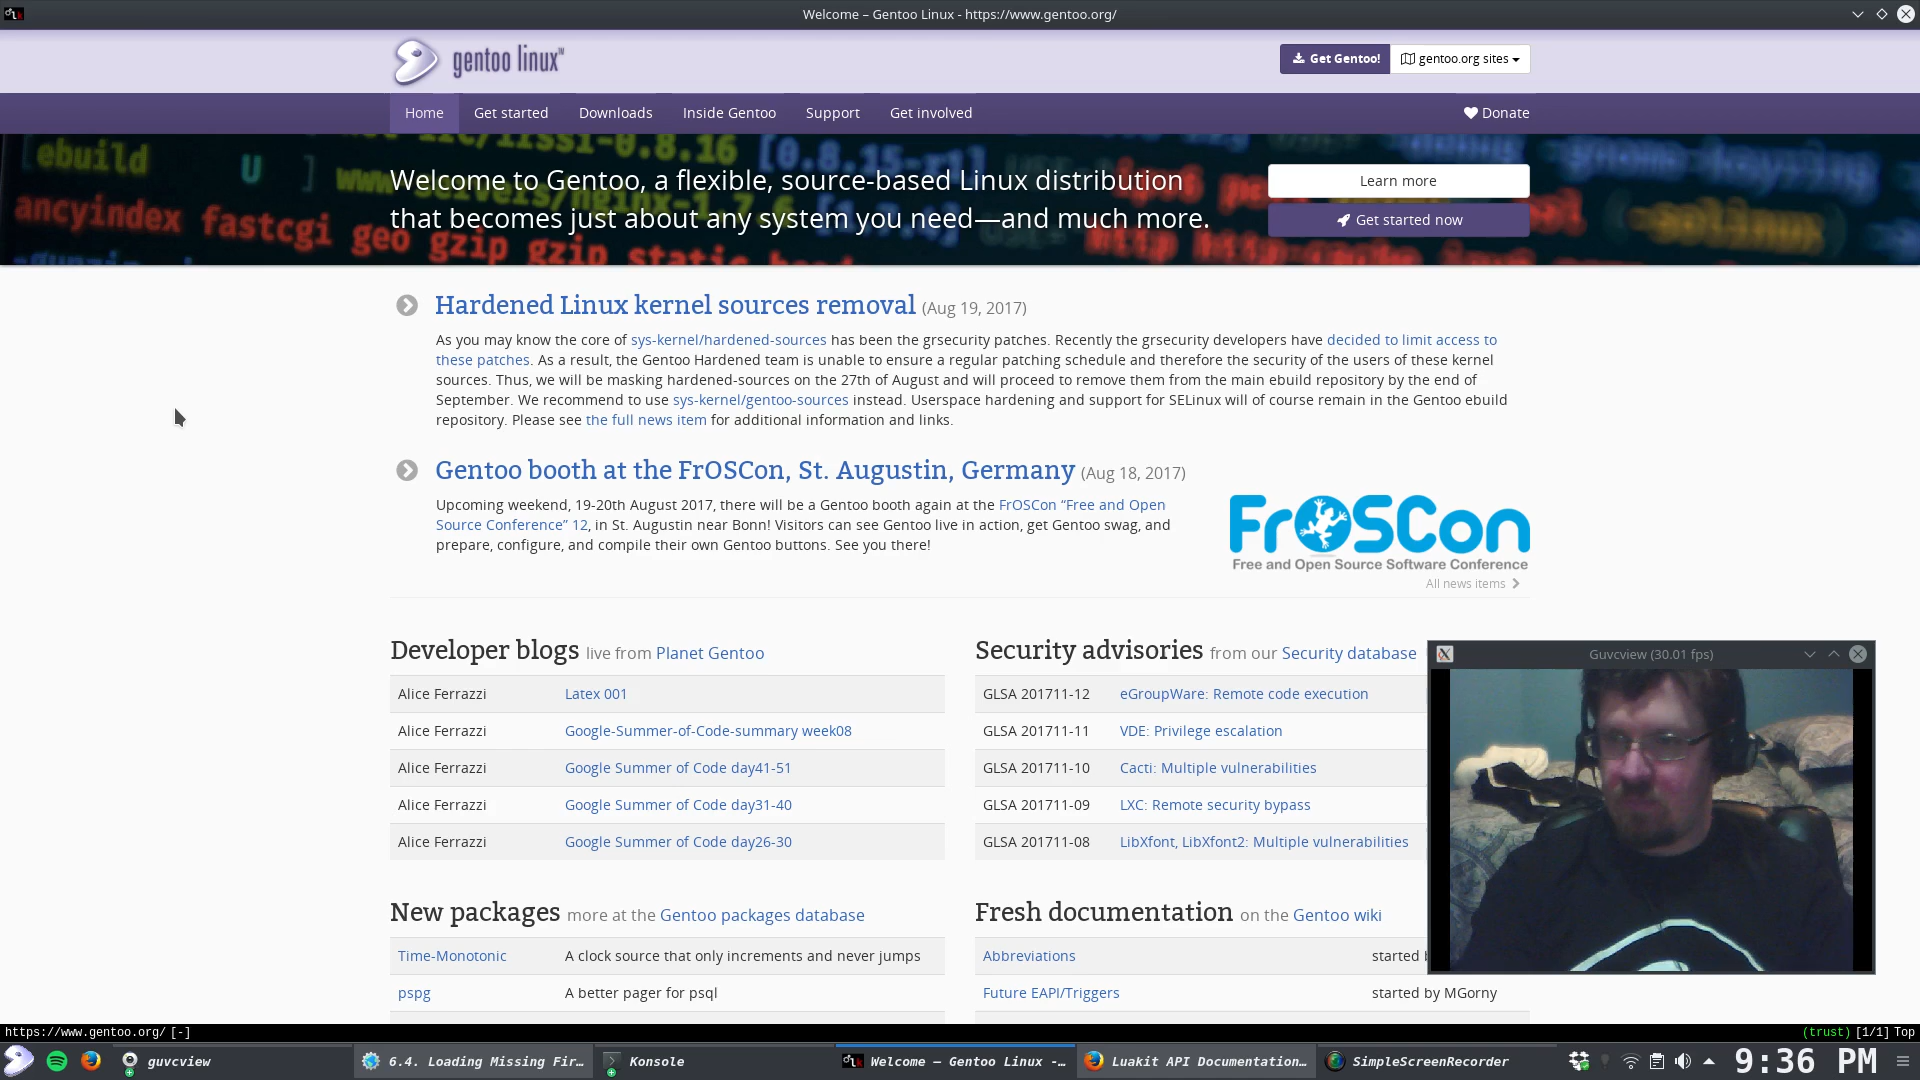 Welcome – Gentoo Linux - https://www.gentoo.org/
gentoo linux™
Get Gentoo!
gentoo.org sites
Home
Get started
Downloads
Inside Gentoo
Support
Get involved
Donate
ebuild
U
]
[0.8.15-r1]
ancyindex fastcgi geo gzip gzip static
Welcome to Gentoo, a flexible, source-based Linux distribution
that becomes just about any system you need—and much more.
Learn more
Get started now
Hardened Linux kernel sources removal (Aug 19, 2017)
As you may know the core of sys-kernel/hardened-sources has been the grsecurity patches. Recently the grsecurity developers have decided to limit access to
these patches. As a result, the Gentoo Hardened team is unable to ensure a regular patching schedule and therefore the security of the users of these kernel
sources. Thus, we will be masking hardened-sources on the 27th of August and will proceed to remove them from the main ebuild repository by the end of
September. We recommend to use sys-kernel/gentoo-sources instead. Userspace hardening and support for SELinux will of course remain in the Gentoo ebuild
repository. Please see the full news item for additional information and links.
Gentoo booth at the FrOSCon, St. Augustin, Germany (Aug 18, 2017)
Upcoming weekend, 19-20th August 2017, there will be a Gentoo booth again at the FrOSCon “Free and Open
Source Conference” 12, in St. Augustin near Bonn! Visitors can see Gentoo live in action, get Gentoo swag, and
prepare, configure, and compile their own Gentoo buttons. See you there!
FrOSCon
Free and Open Source Software Conference
All news items
Developer blogs live from Planet Gentoo
Alice Ferrazzi Latex 001
Alice Ferrazzi Google-Summer-of-Code-summary week08
Alice Ferrazzi Google Summer of Code day41-51
Alice Ferrazzi Google Summer of Code day31-40
Alice Ferrazzi Google Summer of Code day26-30
Security advisories from our Security database
GLSA 201711-12 eGroupWare: Remote code execution
GLSA 201711-11 VDE: Privilege escalation
GLSA 201711-10 Cacti: Multiple vulnerabilities
GLSA 201711-09 LXC: Remote security bypass
GLSA 201711-08 LibXfont, LibXfont2: Multiple vulnerabilities
Guvcview (30.01 fps)
New packages more at the Gentoo packages database
Time-Monotonic A clock source that only increments and never jumps
pspg A better pager for psql
Fresh documentation on the Gentoo wiki
Abbreviations started
Future EAPI/Triggers started by MGorny
https://www.gentoo.org/ [-]
(trust) [1/1] Top
guvcview
6.4. Loading Missing Fir…
Konsole
Welcome – Gentoo Linux -…
Luakit API Documentation…
SimpleScreenRecorder
9:36 PM